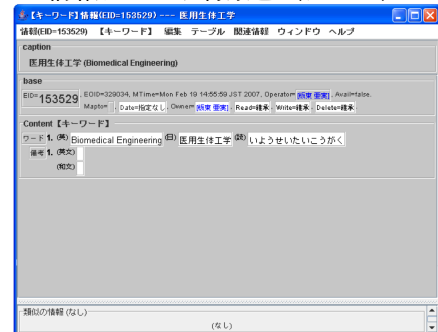 【キーワード】情報(EID=153529) --- 医用生体工学
情報(EID=153529) 【キーワード】 編集 テーブル 関連情報 ウィンドウ ヘルプ
caption
医用生体工学 (Biomedical Engineering)
base
EID=153529, EOID=329034, MTime=Mon Feb 19 14:55:59 JST 2007, Operator=[板東 亜実], Avail=false,
Mapto= , Date=指定なし, Owner=[板東 亜実], Read=継承, Write=継承, Delete=継承,
Content 【キーワード】
ワード 1. (英) Biomedical Engineering (日) 医用生体工学 (読) いようせいたいこうがく
備考 1. (英文)
(和文)
類似の情報 (なし)
(なし)